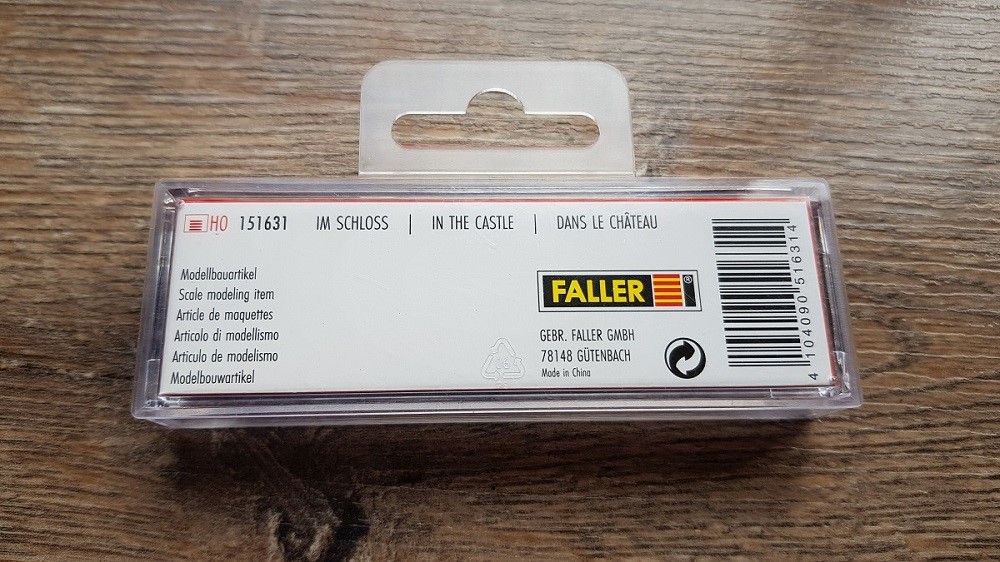 H0 151631 IM SCHLOSS | IN THE CASTLE | DANS LE CHÂTEAU
Modellbauartikel
Scale modeling item
Article de maquettes
Articolo di modellismo
Articulo de modelismo
Modelbouwartikel
FALLER ®
GEBR. FALLER GMBH
78148 GÜTENBACH
Made in China
4 104090 516314